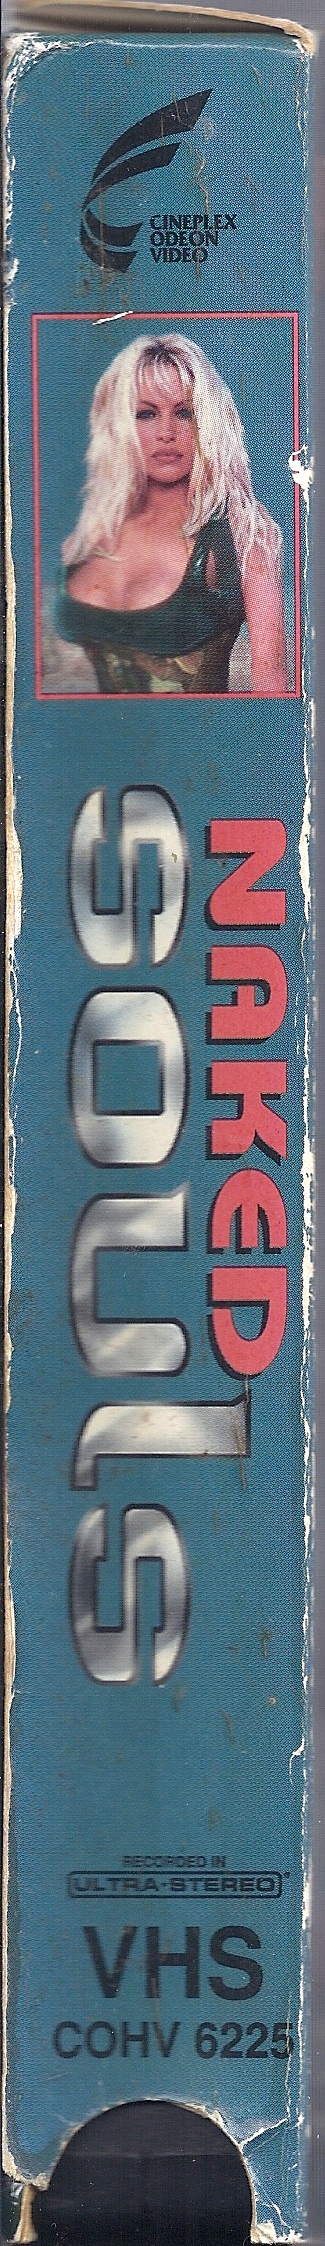 CINEPLEX
ODEON
VIDEO
NAKED
SOULS
RECORDED IN
ULTRA-STEREO
VHS
COHV 6225